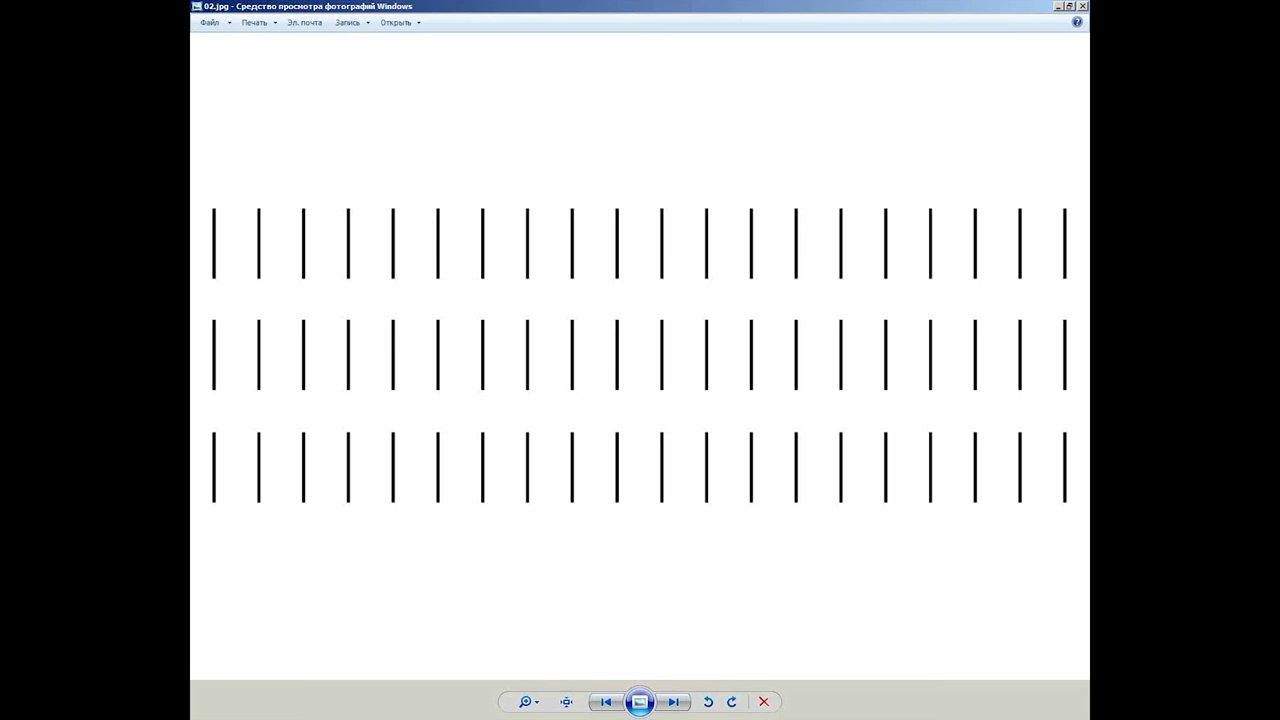 02.jpg - Средство просмотра фотографий Windows
Файл Печать Эл. почта Запись Открыть